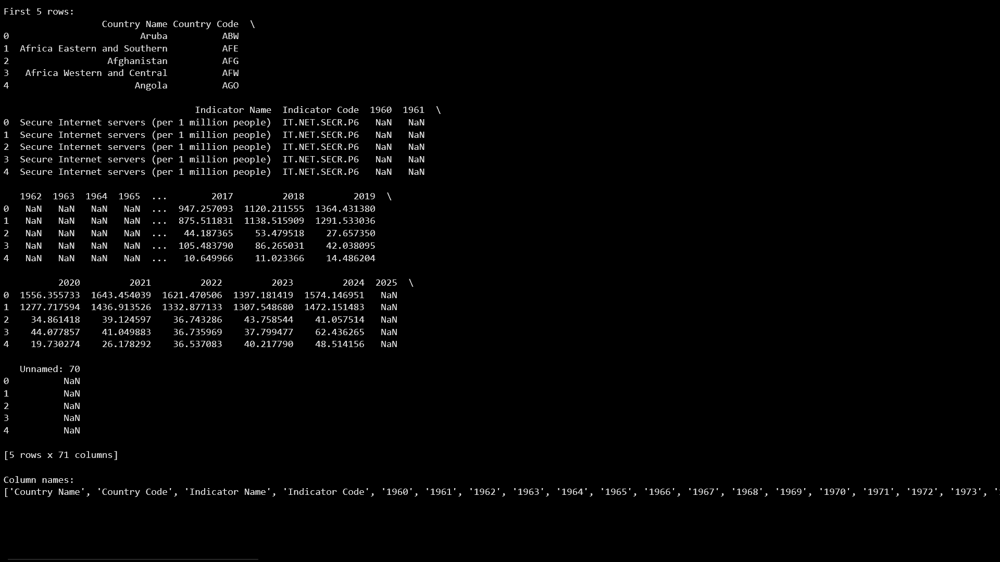 First 5 rows:
                  Country Name Country Code  \
0                        Aruba          ABW
1  Africa Eastern and Southern          AFE
2                  Afghanistan          AFG
3   Africa Western and Central          AFW
4                       Angola          AGO

                                   Indicator Name  Indicator Code  1960  1961  \
0  Secure Internet servers (per 1 million people)  IT.NET.SECR.P6   NaN   NaN
1  Secure Internet servers (per 1 million people)  IT.NET.SECR.P6   NaN   NaN
2  Secure Internet servers (per 1 million people)  IT.NET.SECR.P6   NaN   NaN
3  Secure Internet servers (per 1 million people)  IT.NET.SECR.P6   NaN   NaN
4  Secure Internet servers (per 1 million people)  IT.NET.SECR.P6   NaN   NaN

   1962  1963  1964  1965  ...        2017         2018         2019  \
0   NaN   NaN   NaN   NaN  ...  947.257093  1120.211555  1364.431380
1   NaN   NaN   NaN   NaN  ...  875.511831  1138.515909  1291.533036
2   NaN   NaN   NaN   NaN  ...   44.187365    53.479518    27.657350
3   NaN   NaN   NaN   NaN  ...  105.483790    86.265031    42.038095
4   NaN   NaN   NaN   NaN  ...   10.649966    11.023366    14.486204

          2020         2021         2022         2023         2024  2025  \
0  1556.355733  1643.454039  1621.470506  1397.181419  1574.146951   NaN
1  1277.717594  1436.913526  1332.877133  1307.548680  1472.151483   NaN
2    34.861418    39.124597    36.743286    43.758544    41.057514   NaN
3    44.077857    41.049883    36.735969    37.799477    62.436265   NaN
4    19.730274    26.178292    36.537083    40.217790    48.514156   NaN

   Unnamed: 70
0          NaN
1          NaN
2          NaN
3          NaN
4          NaN

[5 rows x 71 columns]

Column names:
['Country Name', 'Country Code', 'Indicator Name', 'Indicator Code', '1960', '1961', '1962', '1963', '1964', '1965', '1966', '1967', '1968', '1969', '1970', '1971', '1972', '1973',